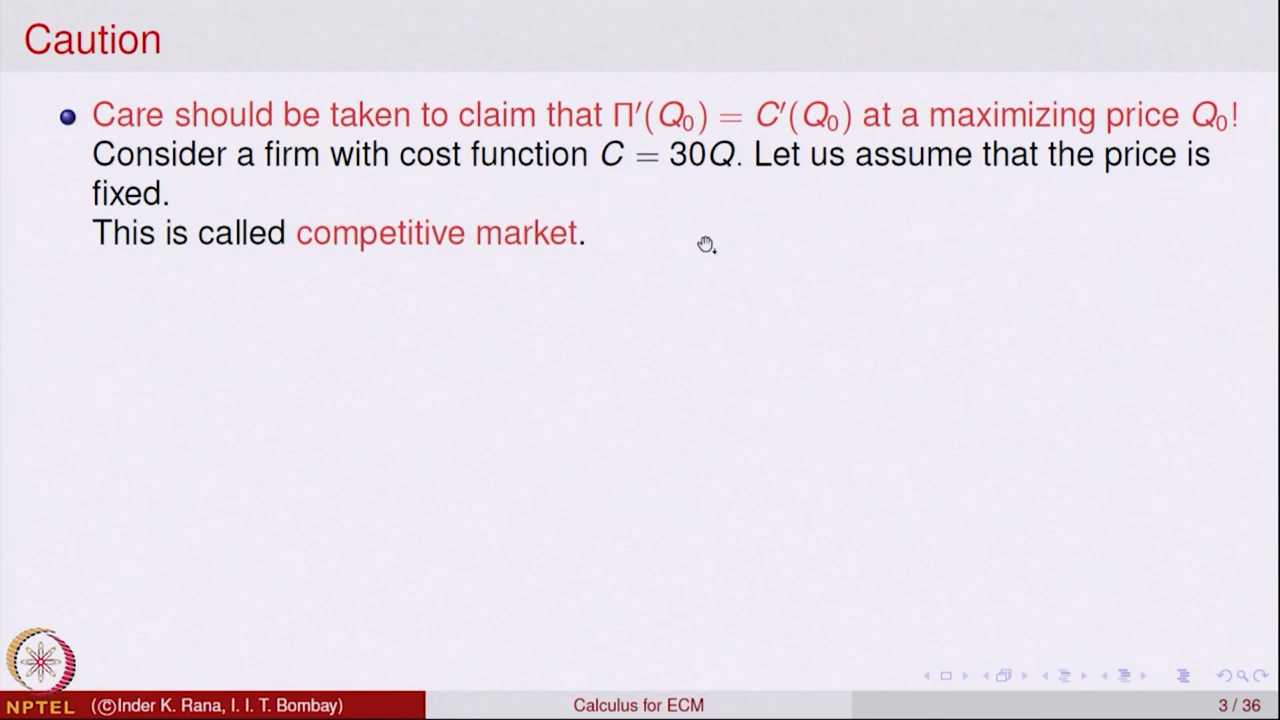 Caution
Care should be taken to claim that Π′(Q₀) = C′(Q₀) at a maximizing price Q₀!
Consider a firm with cost function C = 30Q. Let us assume that the price is
fixed.
This is called competitive market.
NPTEL
(©Inder K. Rana, I. I. T. Bombay)
Calculus for ECM
3 / 36